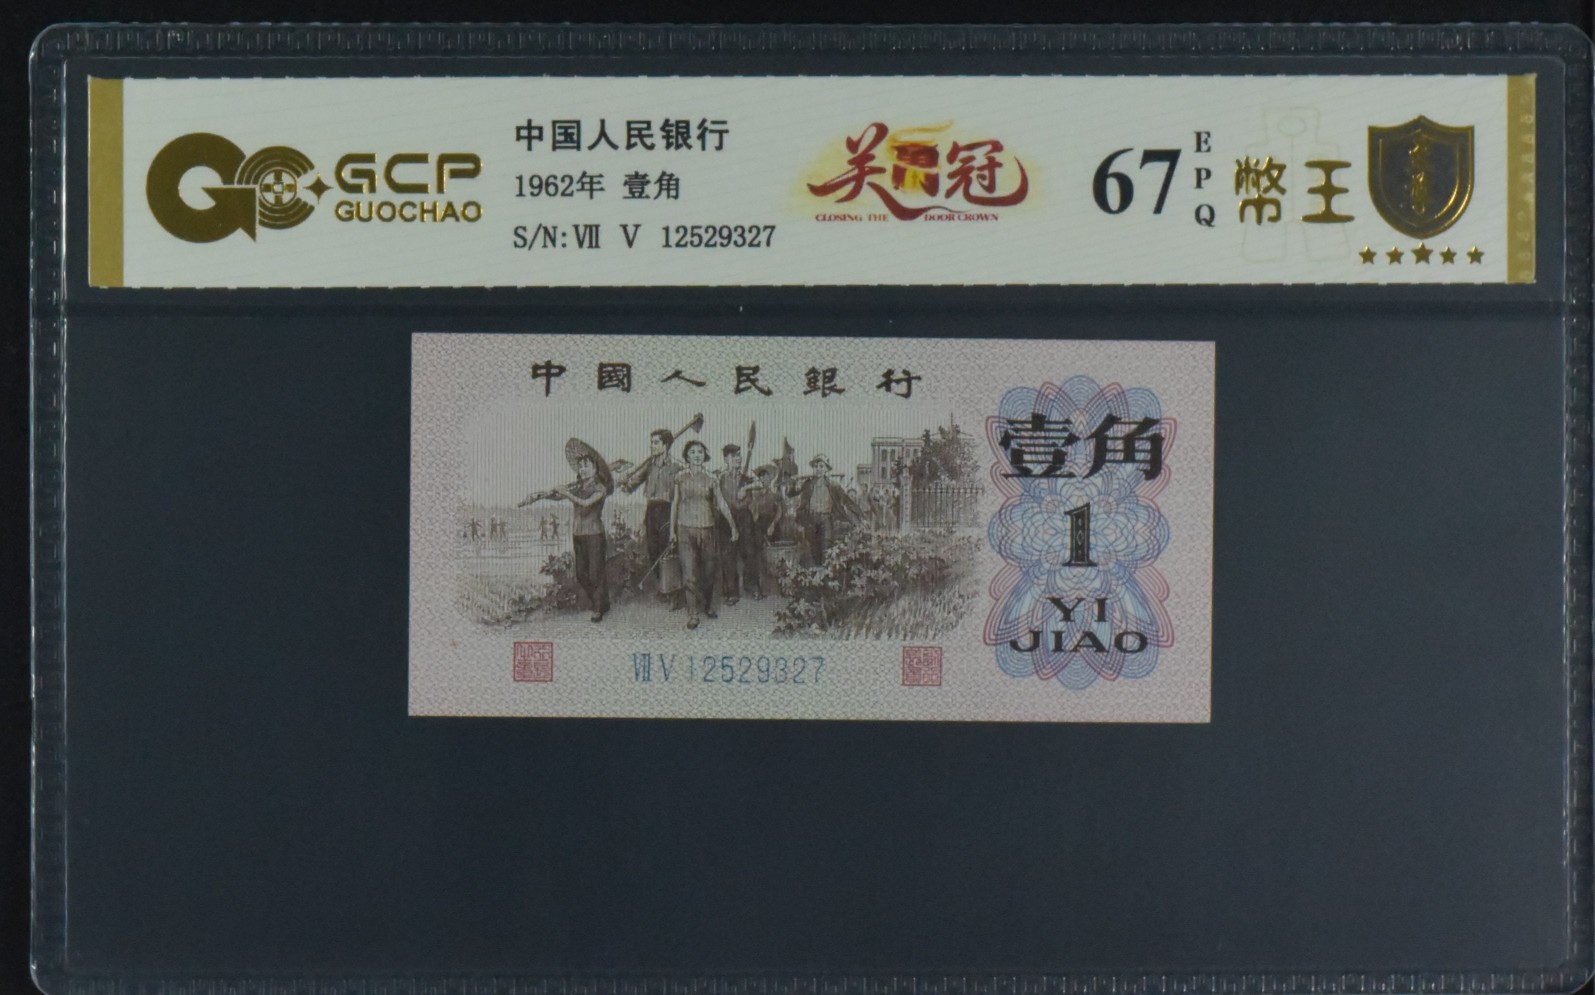 GCP
GUOCHAO
中国人民银行
1962年 壹角
S/N: Ⅶ Ⅴ 12529327
关门冠
CLOSING THE DOOR CROWN
67
EPQ
幣王
中國人民銀行
壹角
1
YI
JIAO
ⅦⅤ12529327